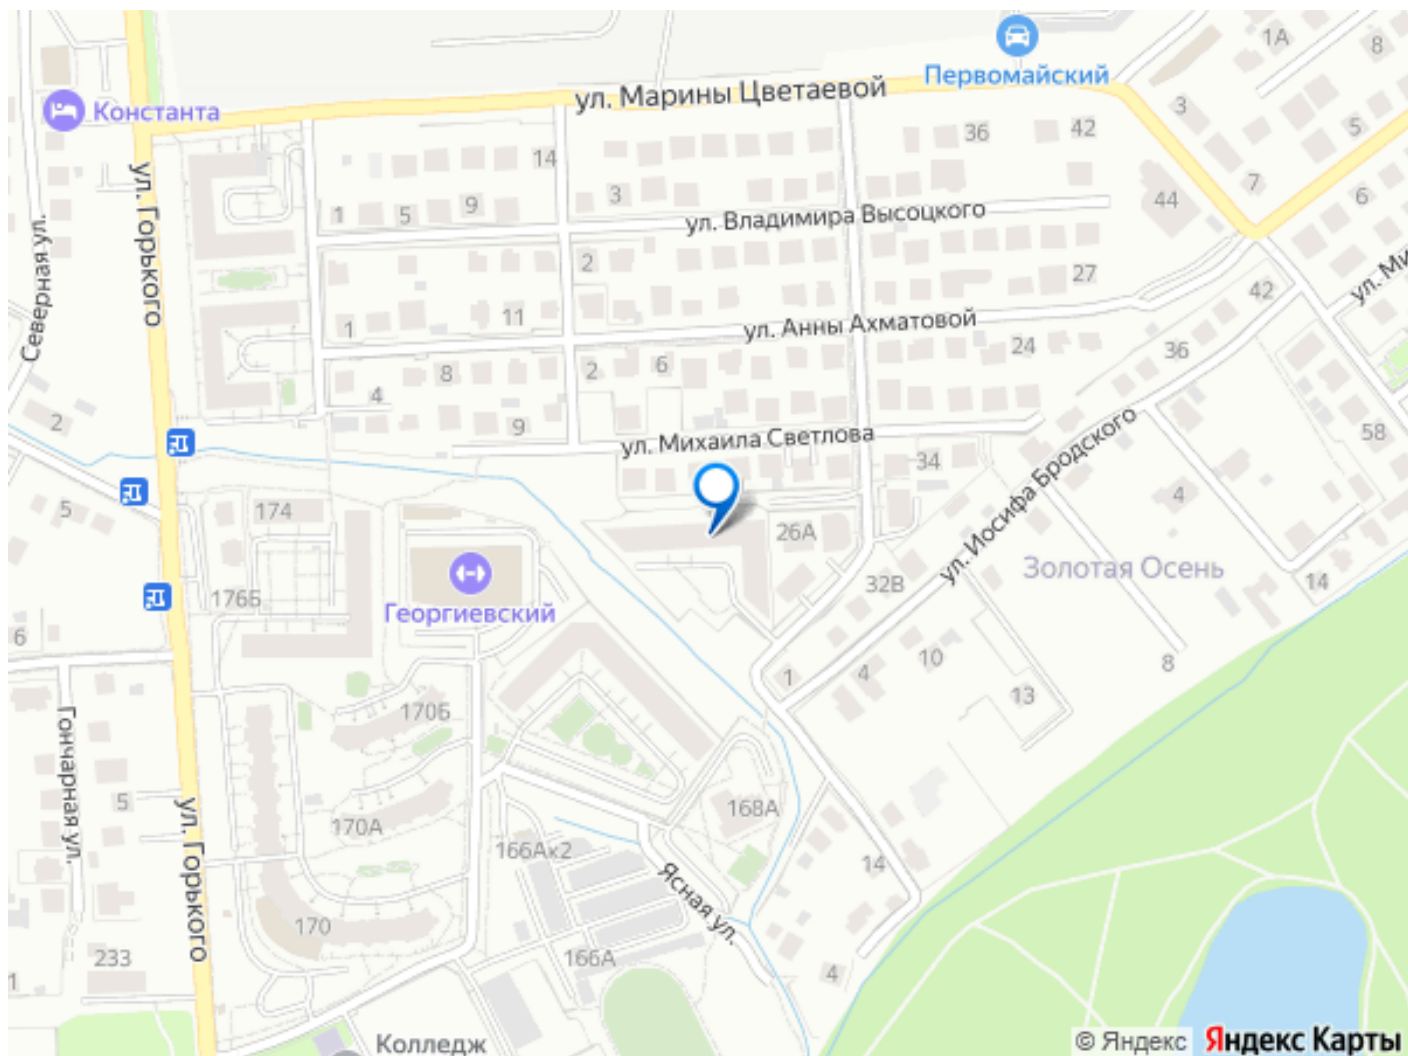 1А
8
Первомайский
ул. Марины Цветаевой
Константа
3
5
36
42
14
7
6
44
ул. Горького
3
1
5
9
ул. Владимира Высоцкого
Северная ул.
2
27
42
ул. Ми
1
11
ул. Анны Ахматовой
24
36
2
6
8
4
2
9
58
ул. Михаила Светлова
34
ул. Иосифа Бродского
4
5
174
26А
Золотая Осень
14
32В
176Б
Георгиевский
6
10
8
1
4
13
170Б
Гончарная ул.
5
ул. Горького
170А
168А
166Ак2
14
Ясная ул.
170
233
166А
4
1
Колледж
© Яндекс
Яндекс Карты